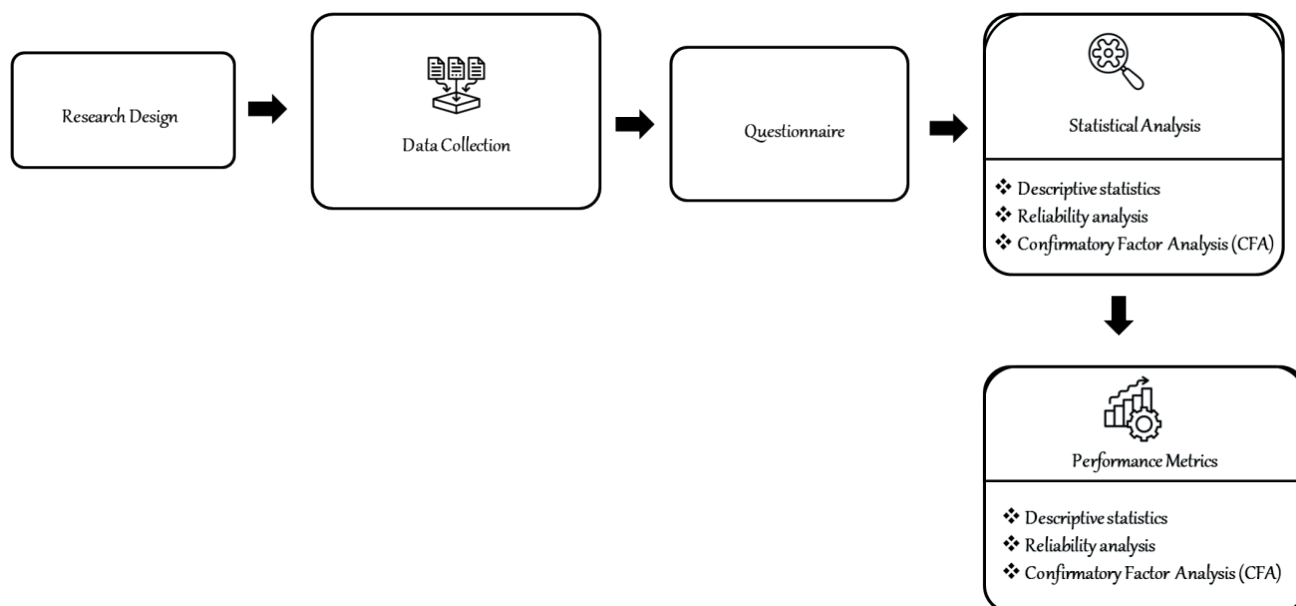 Research Design
Data Collection
Questionnaire
Statistical Analysis
Descriptive statistics
Reliability analysis
Confirmatory Factor Analysis (CFA)
Performance Metrics
Descriptive statistics
Reliability analysis
Confirmatory Factor Analysis (CFA)